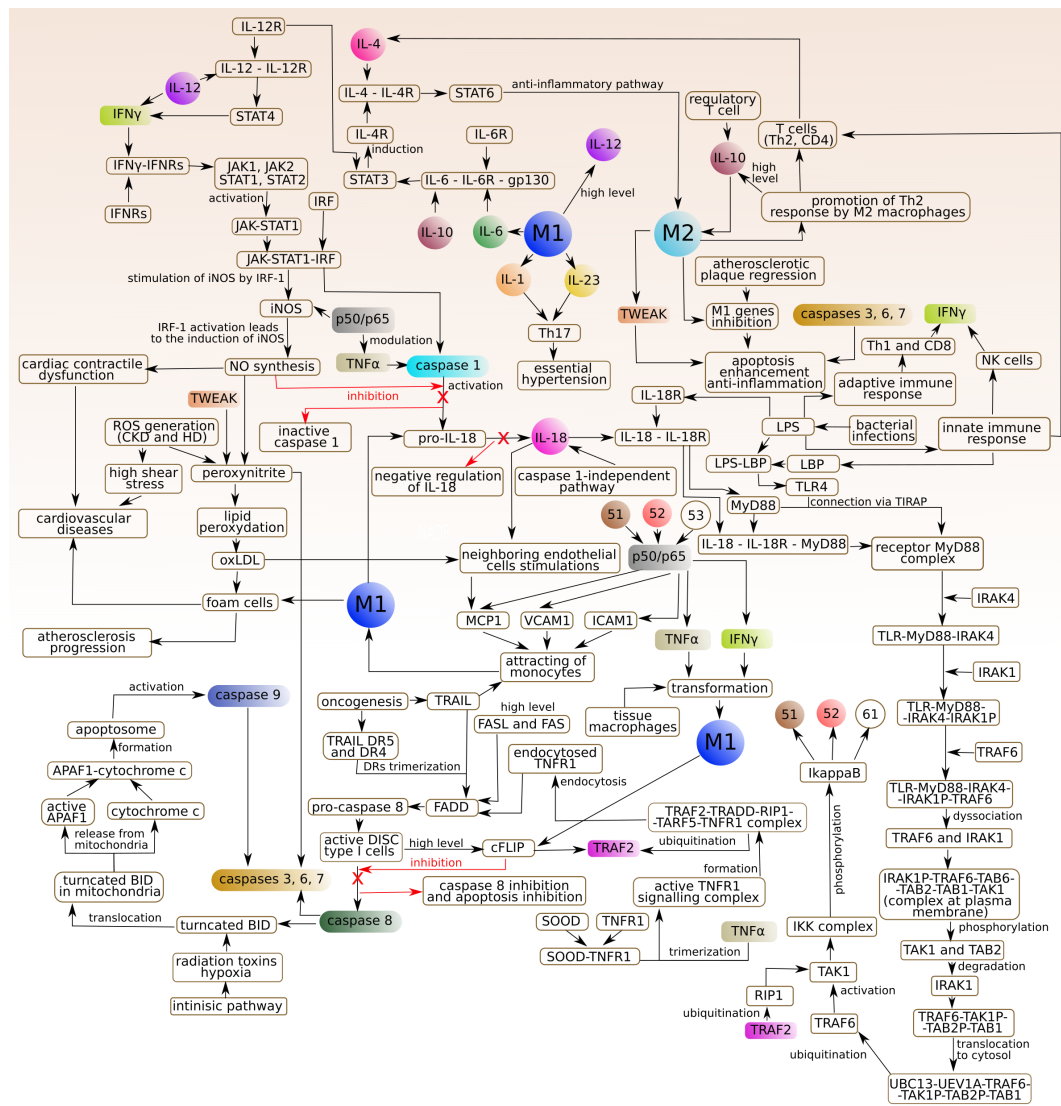 IL-12R
IL-4
IL-12 - IL-12R
anti-inflammatory pathway
IL-12
IL-4 - IL-4R
STAT6
regulatory
T cell
IFNγ
STAT4
IL-4R
IL-6R
IL-12
T cells
(Th2, CD4)
induction
IL-10
high
level
IFNγ-IFNRs
JAK1, JAK2
STAT1, STAT2
STAT3
IL-6 - IL-6R - gp130
high level
promotion of Th2
response by M2 macrophages
activation
IRF
IFNRs
JAK-STAT1
IL-10
IL-6
M1
M2
JAK-STAT1-IRF
stimulation of iNOS by IRF-1
IL-1
IL-23
atherosclerotic
plaque regression
iNOS
p50/p65
TWEAK
M1 genes
inhibition
caspases 3, 6, 7
IFNγ
IRF-1 activation leads
to the induction of iNOS
modulation
Th17
Th1 and CD8
NK cells
cardiac contractile
dysfunction
NO synthesis
TNFα
caspase 1
essential
hypertension
apoptosis
enhancement
anti-inflammation
adaptive immune
response
activation
inhibition
X
TWEAK
IL-18R
ROS generation
(CKD and HD)
inactive
caspase 1
pro-IL-18
X
IL-18
IL-18 - IL-18R
LPS
bacterial
infections
innate immune
response
high shear
stress
peroxynitrite
negative regulation
of IL-18
caspase 1-independent
pathway
LPS-LBP
LBP
TLR4
MyD88
connection via TIRAP
cardiovascular
diseases
lipid
peroxydation
51
52
53
oxLDL
neighboring endothelial
cells stimulations
p50/p65
IL-18 - IL-18R - MyD88
receptor MyD88
complex
foam cells
M1
MCP1
VCAM1
ICAM1
IRAK4
atherosclerosis
progression
TNFα
IFNγ
TLR-MyD88-IRAK4
attracting of
monocytes
IRAK1
activation
caspase 9
transformation
oncogenesis
TRAIL
high level
tissue
macrophages
TLR-MyD88-
-IRAK4-IRAK1P
apoptosome
FASL and FAS
51
52
61
formation
TRAIL DR5
and DR4
M1
endocytosed
TNFR1
TRAF6
APAF1-cytochrome c
DRs trimerization
endocytosis
IkappaB
active
APAF1
cytochrome c
pro-caspase 8
FADD
TLR-MyD88-IRAK4-
-IRAK1P-TRAF6
TRAF2-TRADD-RIP1-
-TARF5-TNFR1 complex
dyssociation
release from
mitochondria
active DISC
type I cells
high level
cFLIP
TRAF2
ubiquitination
phosphorylation
TRAF6 and IRAK1
inhibition
formation
turncated BID
in mitochondria
caspases 3, 6, 7
X
caspase 8 inhibition
and apoptosis inhibition
active TNFR1
signalling complex
IRAK1P-TRAF6-TAB6-
-TAB2-TAB1-TAK1
(complex at plasma
membrane)
translocation
turncated BID
caspase 8
SOOD
TNFR1
TNFα
IKK complex
phosphorylation
TAK1 and TAB2
radiation toxins
hypoxia
SOOD-TNFR1
trimerization
degradation
TAK1
IRAK1
intinisic pathway
RIP1
activation
ubiquitination
TRAF6-TAK1P-
-TAB2P-TAB1
TRAF2
TRAF6
translocation
to cytosol
ubiquitination
UBC13-UEV1A-TRAF6-
-TAK1P-TAB2P-TAB1